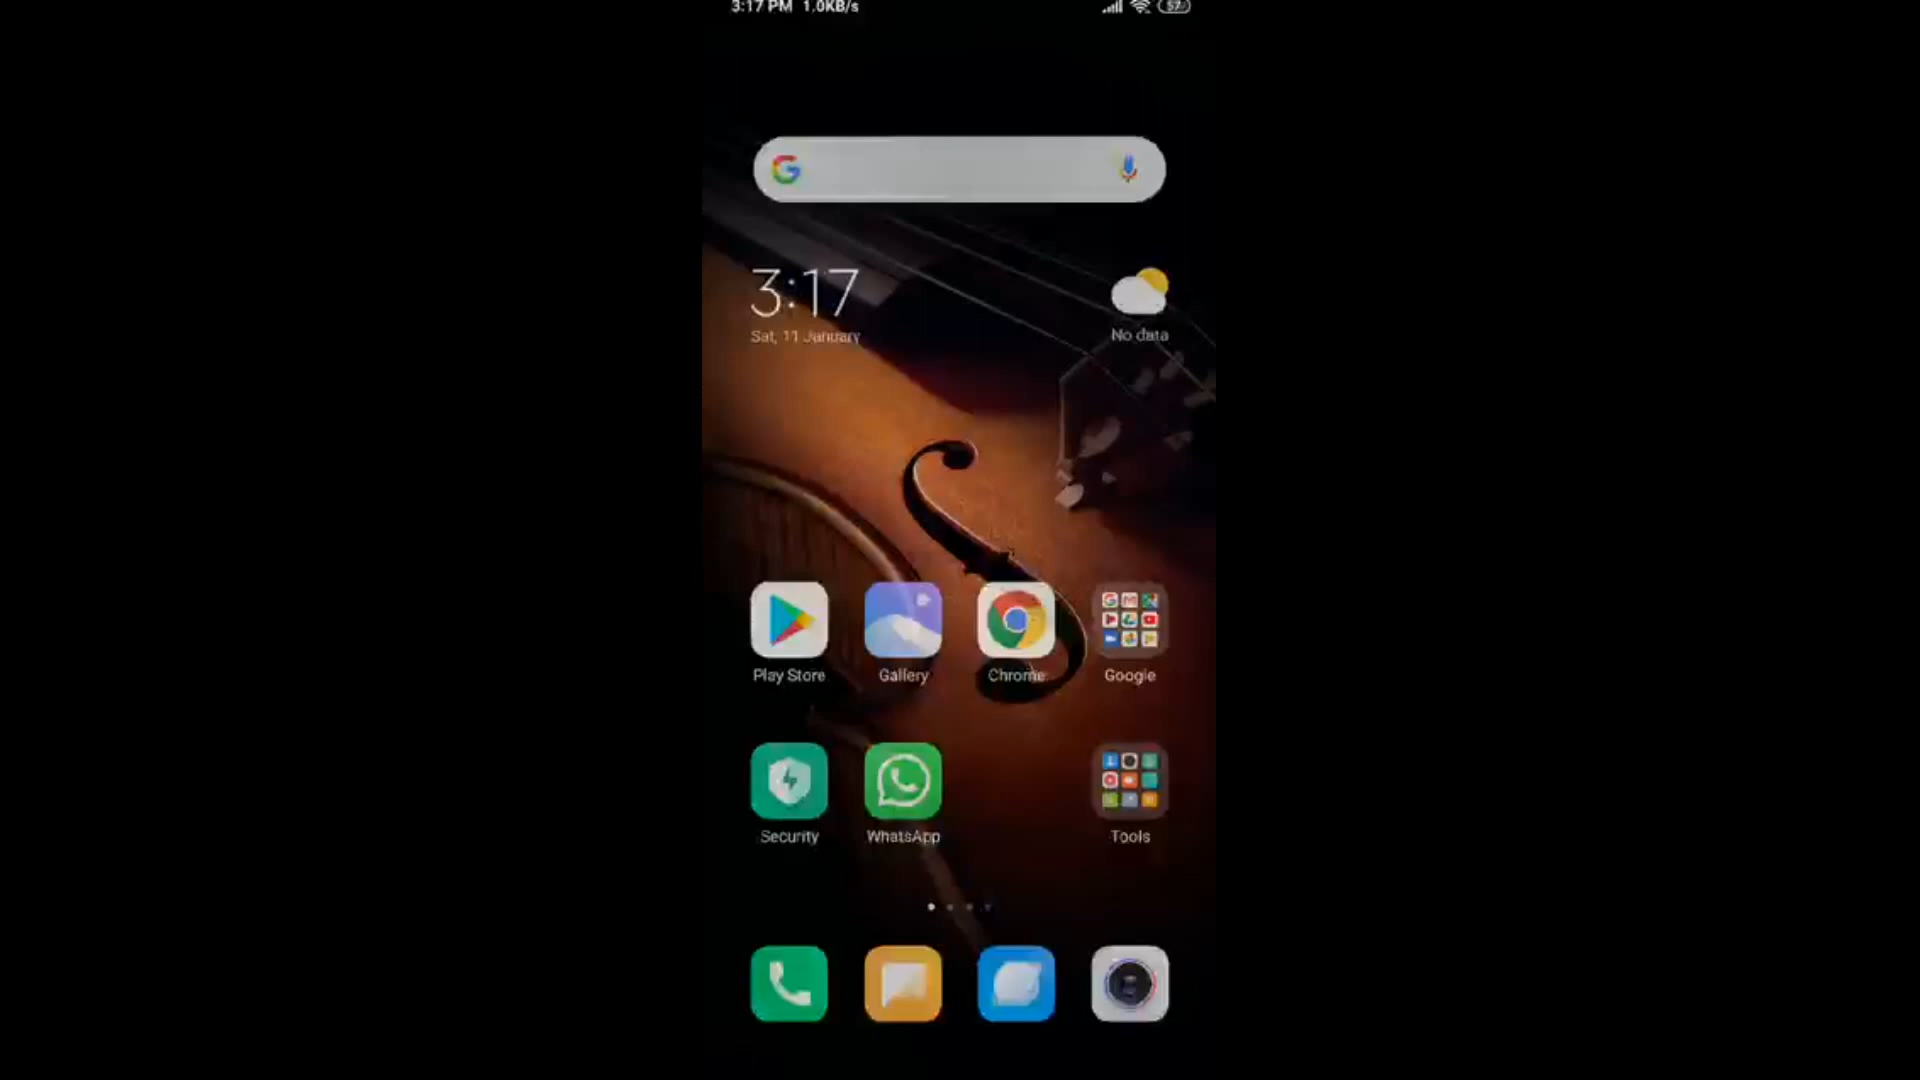 3:17 PM 1.0KB/s
57
3:17
Sat, 11 January
No data
Play Store
Gallery
Chrome
Google
Security
WhatsApp
Tools